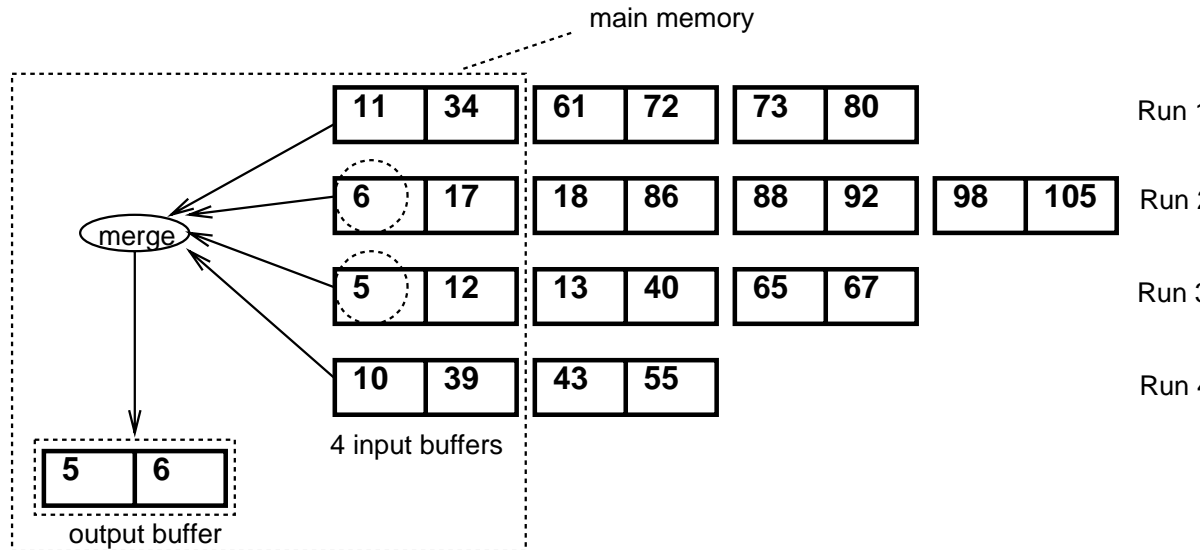 main memory
11 34 61 72 73 80 Run 1
6 17 18 86 88 92 98 105 Run 2
merge
5 12 13 40 65 67 Run 3
10 39 43 55 Run 4
4 input buffers
5 6
output buffer